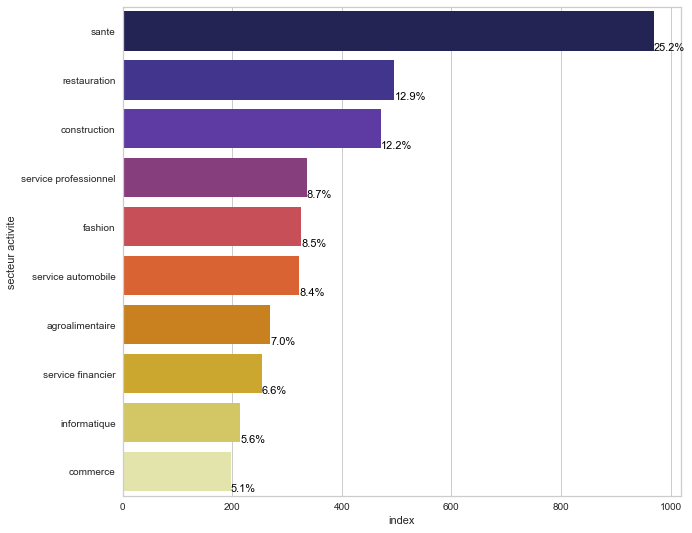 secteur activite
sante
25.2%
restauration
12.9%
construction
12.2%
service professionnel
8.7%
fashion
8.5%
service automobile
8.4%
agroalimentaire
7.0%
service financier
6.6%
informatique
5.6%
commerce
5.1%
0 200 400 600 800 1000
index